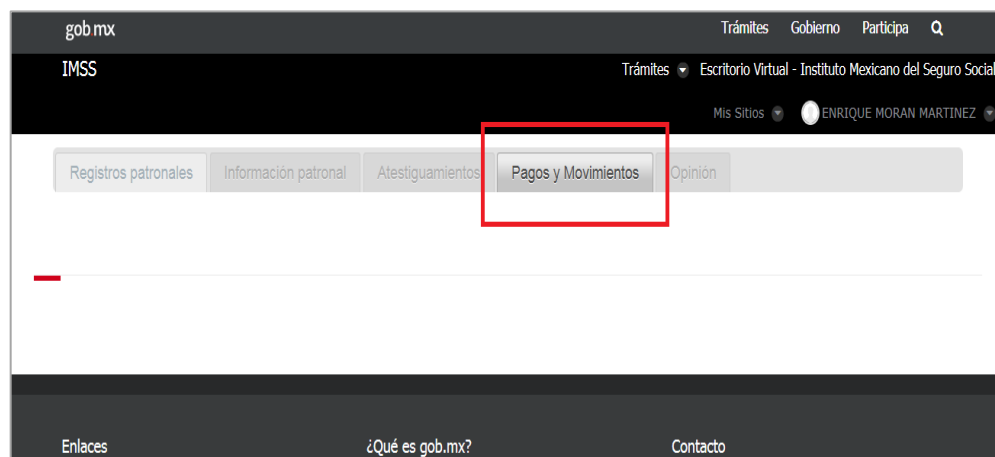 gob mx Trámites Gobierno Participa
IMSS Trámites Escritorio Virtual - Instituto Mexicano del Seguro Social
Mis Sitios ENRIQUE MORAN MARTINEZ
Registros patronales Información patronal Atestiguamientos Pagos y Movimientos Opinión
Enlaces ¿Qué es gob.mx? Contacto